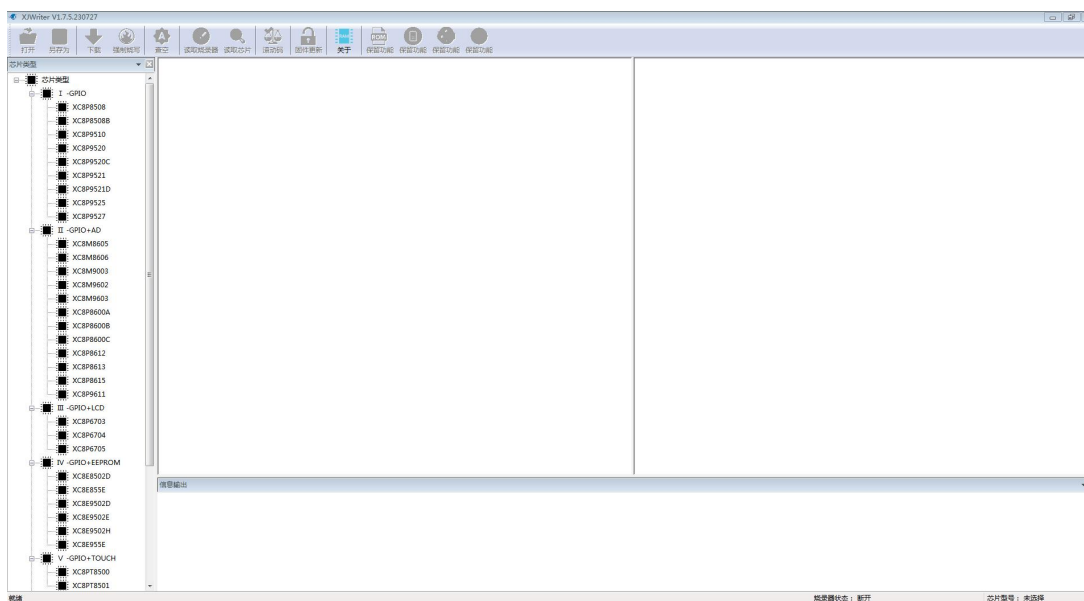 XJWriter V1.7.5.230727
打开 另存为 下载 强制烧写 查空 读取烧录器 读取芯片 滚动码 固件更新 关于 保留功能 保留功能 保留功能 保留功能
芯片类型
芯片类型
I -GPIO
XC8P8508
XC8P8508B
XC8P9510
XC8P9520
XC8P9520C
XC8P9521
XC8P9521D
XC8P9525
XC8P9527
II -GPIO+AD
XC8M8605
XC8M8606
XC8M9003
XC8M9602
XC8M9603
XC8P8600A
XC8P8600B
XC8P8600C
XC8P8612
XC8P8613
XC8P8615
XC8P9611
III -GPIO+LCD
XC8P6703
XC8P6704
XC8P6705
IV -GPIO+EEPROM
XC8E8502D
XC8E855E
XC8E9502D
XC8E9502E
XC8E9502H
XC8E955E
V -GPIO+TOUCH
XC8PT8500
XC8PT8501
信息输出
就绪 烧录器状态：断开 芯片型号：未选择